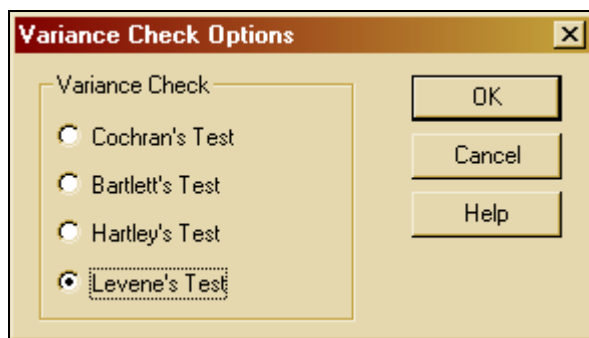 Variance Check Options
Variance Check
Cochran's Test
Bartlett's Test
Hartley's Test
Levene's Test
OK
Cancel
Help